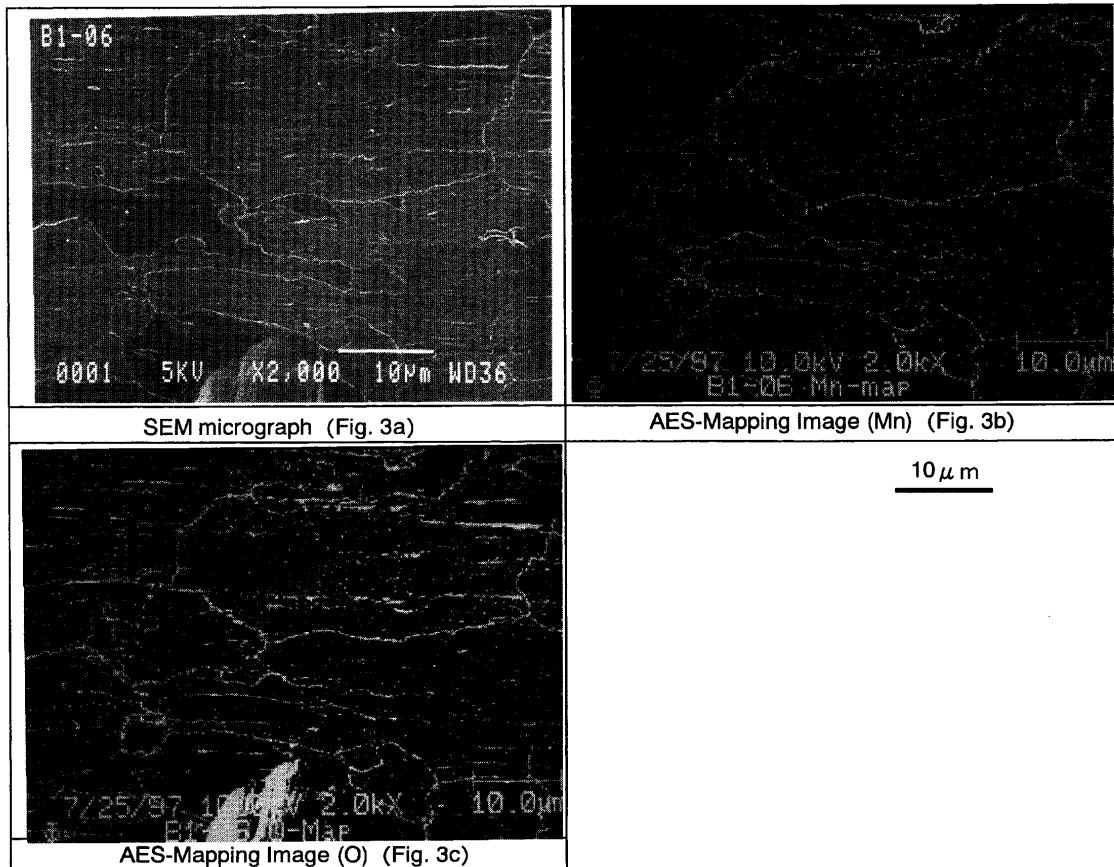 B1-06
0001 5KV X2,000 10μm WD36
SEM micrograph (Fig. 3a)
7/25/97 10.0kV 2.0kX 10.0μm
B1-06 Mn-map
AES-Mapping Image (Mn) (Fig. 3b)
10 μ m
7/25/97 2.0kX 10.0μm
AES-Mapping Image (O) (Fig. 3c)